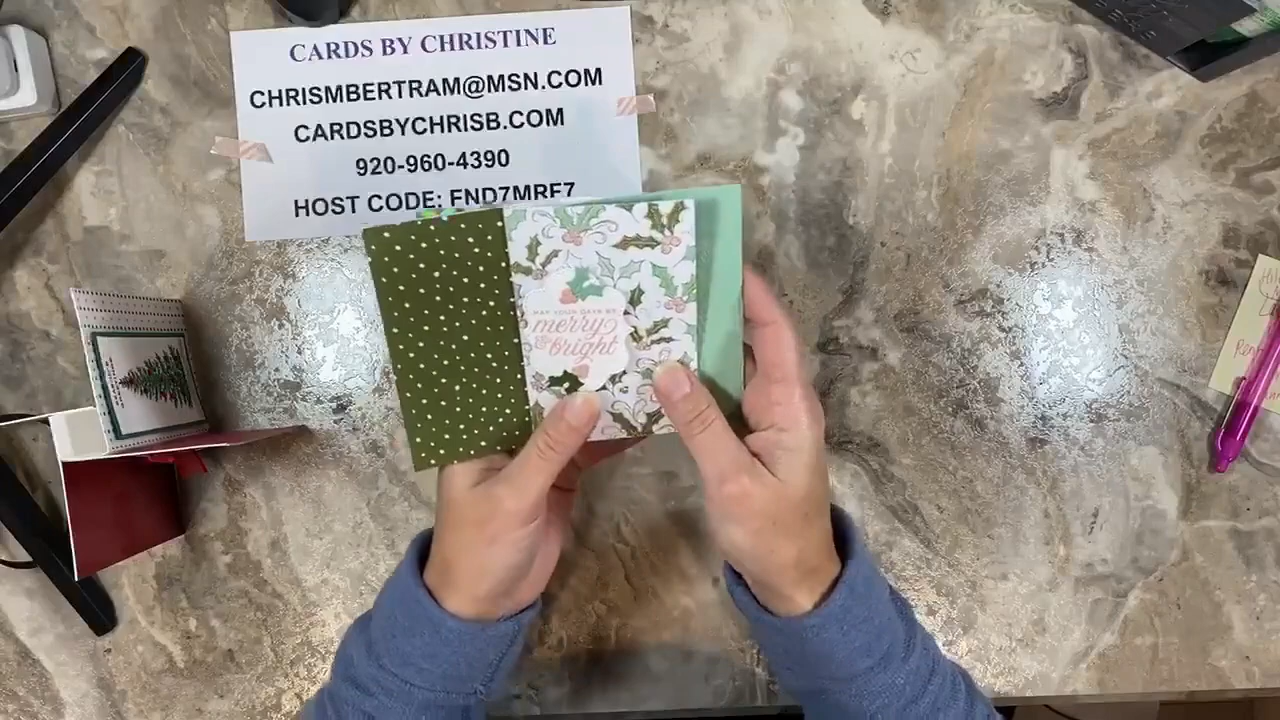 CARDS BY CHRISTINE
CHRISMBERTRAM@MSN.COM
CARDSBYCHRISB.COM
920-960-4390
HOST CODE: FND7MRF7
MAY YOUR DAYS BE
merry
& bright